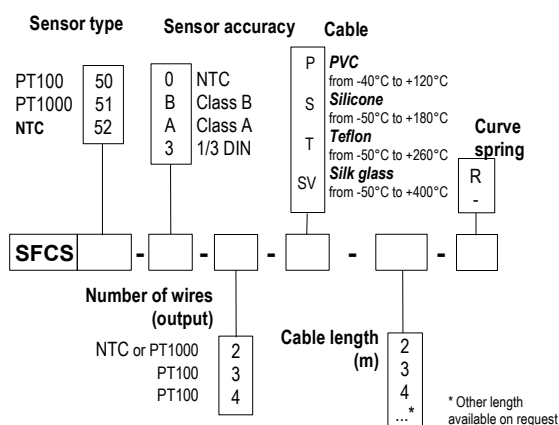 Sensor type
Sensor accuracy
Cable
PT100 50
PT1000 51
NTC 52
0 NTC
B Class B
A Class A
3 1/3 DIN
P PVC
from -40°C to +120°C
S Silicone
from -50°C to +180°C
T Teflon
from -50°C to +260°C
SV Silk glass
from -50°C to +400°C
Curve
spring
R
-
SFCS - - - - -
Number of wires
(output)
NTC or PT1000 2
PT100 3
PT100 4
Cable length
(m)
2
3
4
...*
* Other length
available on request